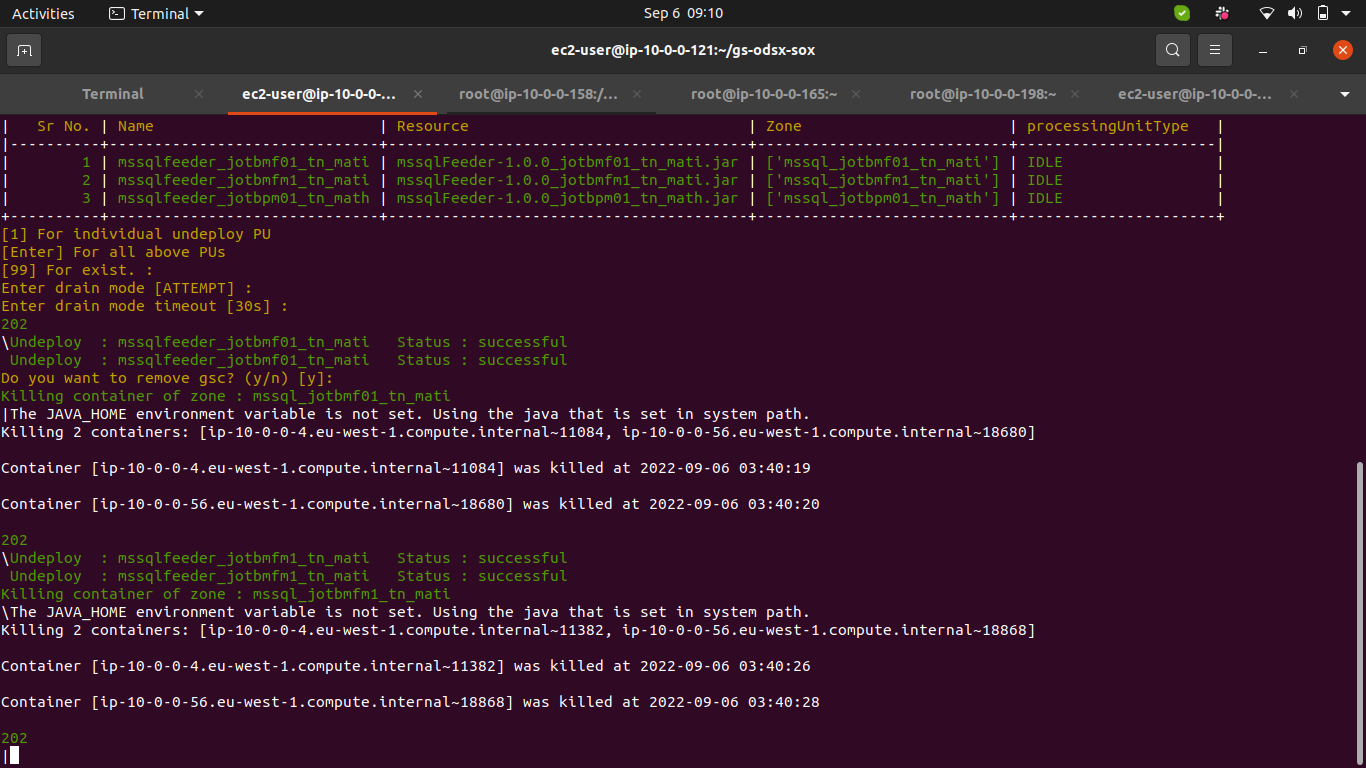 Activities
Terminal
Sep 6 09:10
ec2-user@ip-10-0-0-121:~/gs-odsx-sox
Terminal
ec2-user@ip-10-0-0-...
root@ip-10-0-0-158:/...
root@ip-10-0-0-165:~
root@ip-10-0-0-198:~
ec2-user@ip-10-0-0-...
|   Sr No. | Name                         | Resource                              | Zone                      | processingUnitType   |
|----------+------------------------------+---------------------------------------+---------------------------+----------------------|
|        1 | mssqlfeeder_jotbmf01_tn_mati | mssqlFeeder-1.0.0_jotbmf01_tn_mati.jar | ['mssql_jotbmf01_tn_mati'] | IDLE                 |
|        2 | mssqlfeeder_jotbmfm1_tn_mati | mssqlFeeder-1.0.0_jotbmfm1_tn_mati.jar | ['mssql_jotbmfm1_tn_mati'] | IDLE                 |
|        3 | mssqlfeeder_jotbpm01_tn_math | mssqlFeeder-1.0.0_jotbpm01_tn_math.jar | ['mssql_jotbpm01_tn_math'] | IDLE                 |
+----------+------------------------------+---------------------------------------+---------------------------+----------------------+
[1] For individual undeploy PU
[Enter] For all above PUs
[99] For exist. :
Enter drain mode [ATTEMPT] :
Enter drain mode timeout [30s] :
202
\Undeploy  : mssqlfeeder_jotbmf01_tn_mati   Status : successful
 Undeploy  : mssqlfeeder_jotbmf01_tn_mati   Status : successful
Do you want to remove gsc? (y/n) [y]:
Killing container of zone : mssql_jotbmf01_tn_mati
|The JAVA_HOME environment variable is not set. Using the java that is set in system path.
Killing 2 containers: [ip-10-0-0-4.eu-west-1.compute.internal~11084, ip-10-0-0-56.eu-west-1.compute.internal~18680]
Container [ip-10-0-0-4.eu-west-1.compute.internal~11084] was killed at 2022-09-06 03:40:19
Container [ip-10-0-0-56.eu-west-1.compute.internal~18680] was killed at 2022-09-06 03:40:20
202
\Undeploy  : mssqlfeeder_jotbmfm1_tn_mati   Status : successful
 Undeploy  : mssqlfeeder_jotbmfm1_tn_mati   Status : successful
Killing container of zone : mssql_jotbmfm1_tn_mati
\The JAVA_HOME environment variable is not set. Using the java that is set in system path.
Killing 2 containers: [ip-10-0-0-4.eu-west-1.compute.internal~11382, ip-10-0-0-56.eu-west-1.compute.internal~18868]
Container [ip-10-0-0-4.eu-west-1.compute.internal~11382] was killed at 2022-09-06 03:40:26
Container [ip-10-0-0-56.eu-west-1.compute.internal~18868] was killed at 2022-09-06 03:40:28
202
|